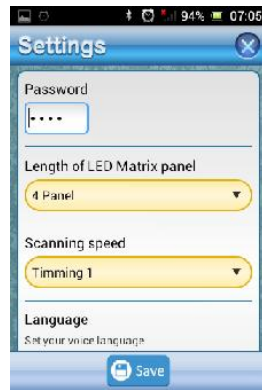 94% 07:05
Settings
Password
••••
Length of LED Matrix panel
4 Panel
Scanning speed
Timming 1
Language
Set your voice language
Save